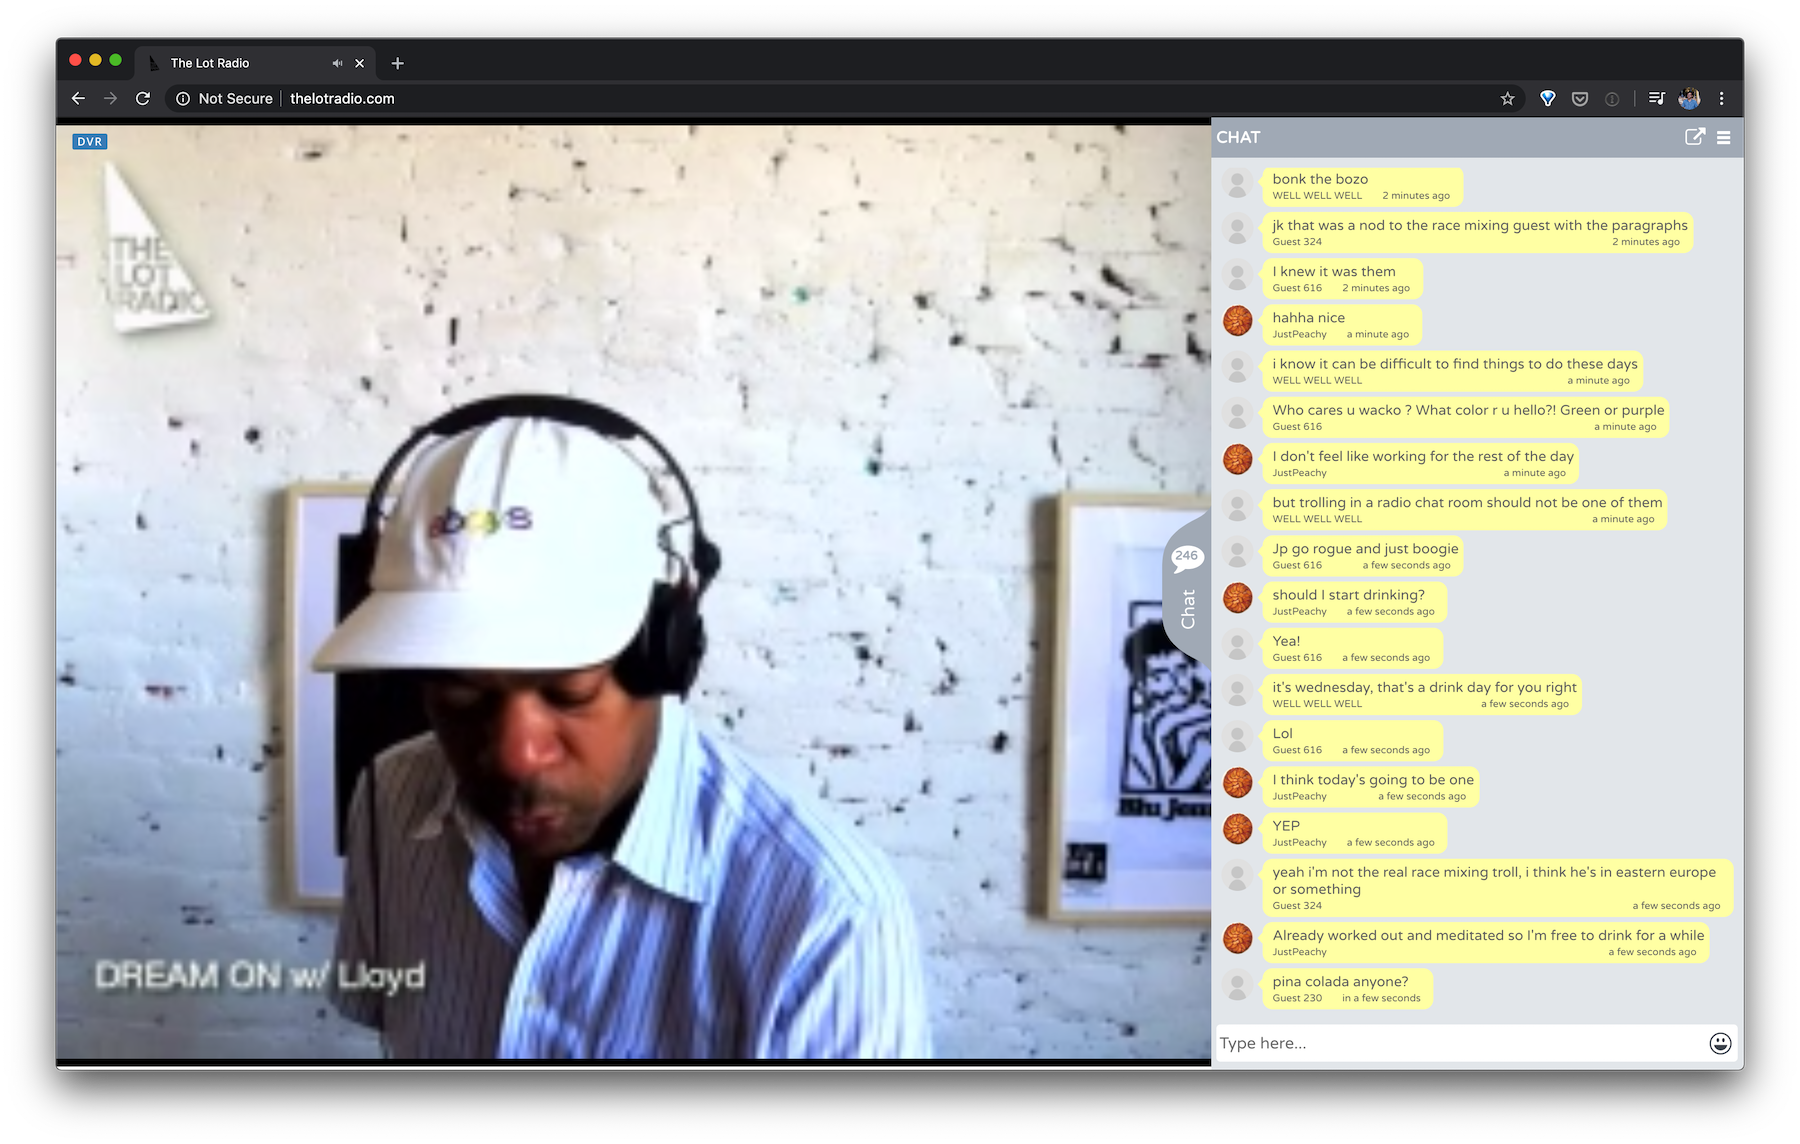 The Lot Radio
Not Secure
thelotradio.com
DVR
THE
LOT
RADIO
DREAM ON w/ Lloyd
246
Chat
CHAT
bonk the bozo
WELL WELL WELL 2 minutes ago
jk that was a nod to the race mixing guest with the paragraphs
Guest 324 2 minutes ago
I knew it was them
Guest 616 2 minutes ago
hahha nice
JustPeachy a minute ago
i know it can be difficult to find things to do these days
WELL WELL WELL a minute ago
Who cares u wacko ? What color r u hello?! Green or purple
Guest 616 a minute ago
I don't feel like working for the rest of the day
JustPeachy a minute ago
but trolling in a radio chat room should not be one of them
WELL WELL WELL a minute ago
Jp go rogue and just boogie
Guest 616 a few seconds ago
should I start drinking?
JustPeachy a few seconds ago
Yea!
Guest 616 a few seconds ago
it's wednesday, that's a drink day for you right
WELL WELL WELL a few seconds ago
Lol
Guest 616 a few seconds ago
I think today's going to be one
JustPeachy a few seconds ago
YEP
JustPeachy a few seconds ago
yeah i'm not the real race mixing troll, i think he's in eastern europe
or something
Guest 324 a few seconds ago
Already worked out and meditated so I'm free to drink for a while
JustPeachy a few seconds ago
pina colada anyone?
Guest 230 in a few seconds
Type here...